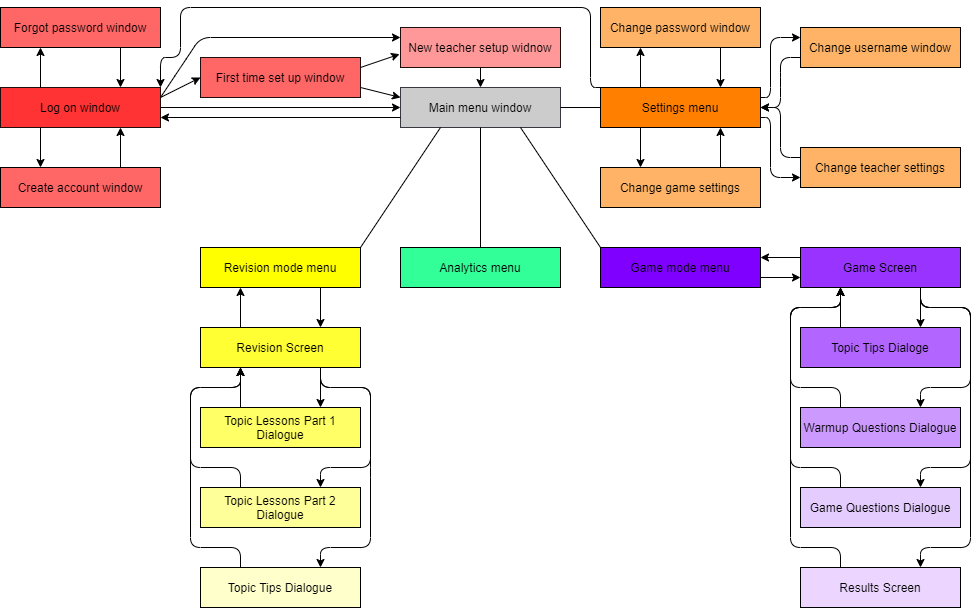 Forgot password window
New teacher setup widnow
Change password window
Change username window
First time set up window
Log on window
Main menu window
Settings menu
Create account window
Change game settings
Change teacher settings
Revision mode menu
Analytics menu
Game mode menu
Game Screen
Revision Screen
Topic Tips Dialoge
Topic Lessons Part 1
Dialogue
Warmup Questions Dialogue
Topic Lessons Part 2
Dialogue
Game Questions Dialogue
Topic Tips Dialogue
Results Screen